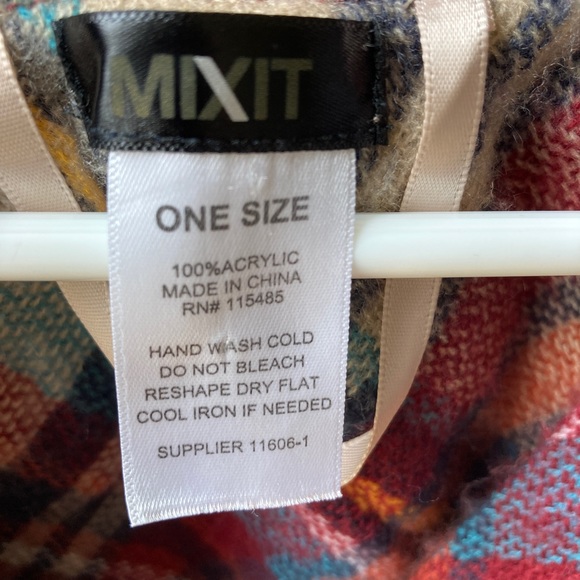 MIXIT
ONE SIZE
100%ACRYLIC
MADE IN CHINA
RN# 115485
HAND WASH COLD
DO NOT BLEACH
RESHAPE DRY FLAT
COOL IRON IF NEEDED
SUPPLIER 11606-1